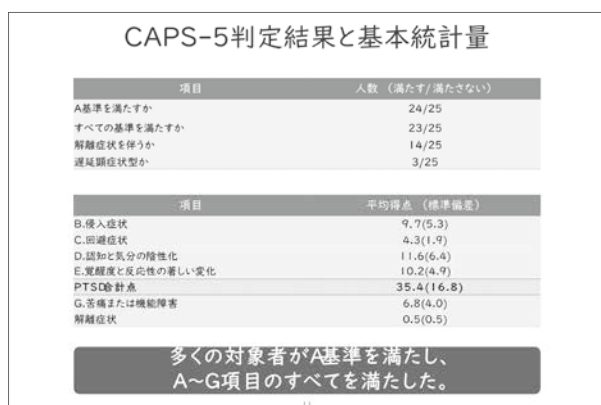 CAPS-5判定結果と基本統計量
項目 人数 (満たす/満たさない)
A基準を満たすか 24/25
すべての基準を満たすか 23/25
解離症状を伴うか 14/25
遅延顕症状型か 3/25
項目 平均得点 (標準偏差)
B.侵入症状 9.7(5.3)
C.回避症状 4.3(1.9)
D.認知と気分の陰性化 11.6(6.4)
E.覚醒度と反応性の著しい変化 10.2(4.9)
PTSD合計点 35.4(16.8)
G.苦痛または機能障害 6.8(4.0)
解離症状 0.5(0.5)
多くの対象者がA基準を満たし、
A~G項目のすべてを満たした。